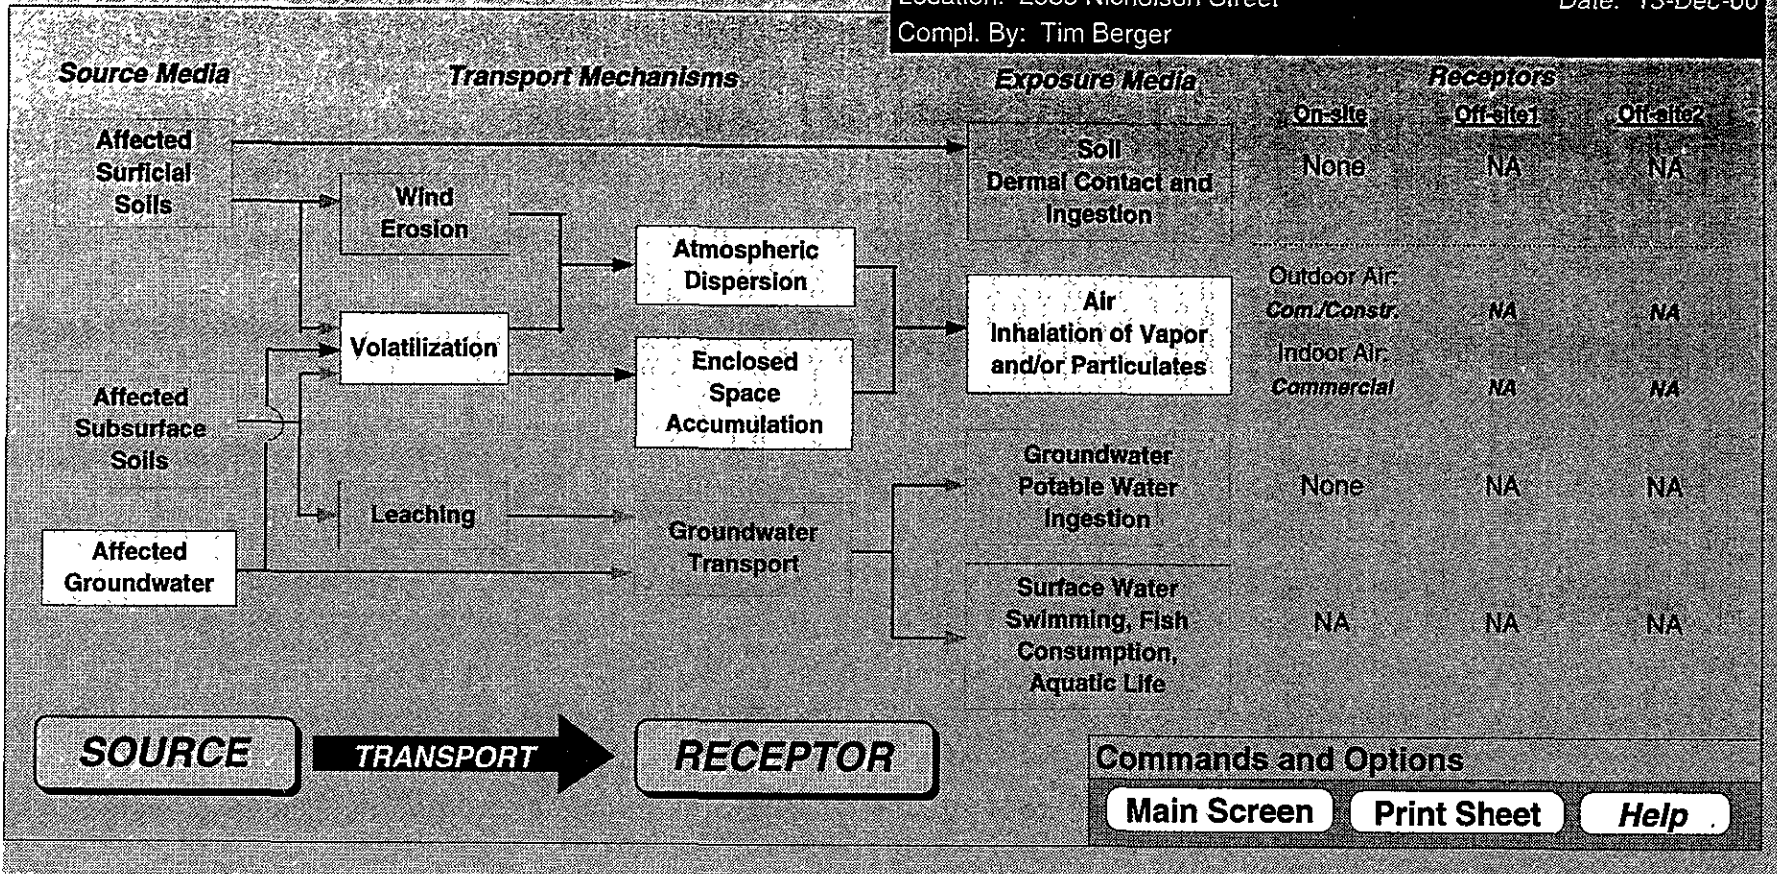 Compl. By: Tim Berger
Source Media
Transport Mechanisms
Exposure Media
Receptors
On-site
Off-site1
Off-site2
Affected
Surficial
Soils
Wind
Erosion
Atmospheric
Dispersion
Volatilization
Enclosed
Space
Accumulation
Affected
Subsurface
Soils
Leaching
Groundwater
Transport
Affected
Groundwater
Soil
Dermal Contact and
Ingestion
None NA NA
Air
Inhalation of Vapor
and/or Particulates
Outdoor Air:
Com./Constr. NA NA
Indoor Air:
Commercial NA NA
Groundwater
Potable Water
Ingestion
None NA NA
Surface Water
Swimming, Fish
Consumption,
Aquatic Life
NA NA NA
SOURCE
TRANSPORT
RECEPTOR
Commands and Options
Main Screen
Print Sheet
Help